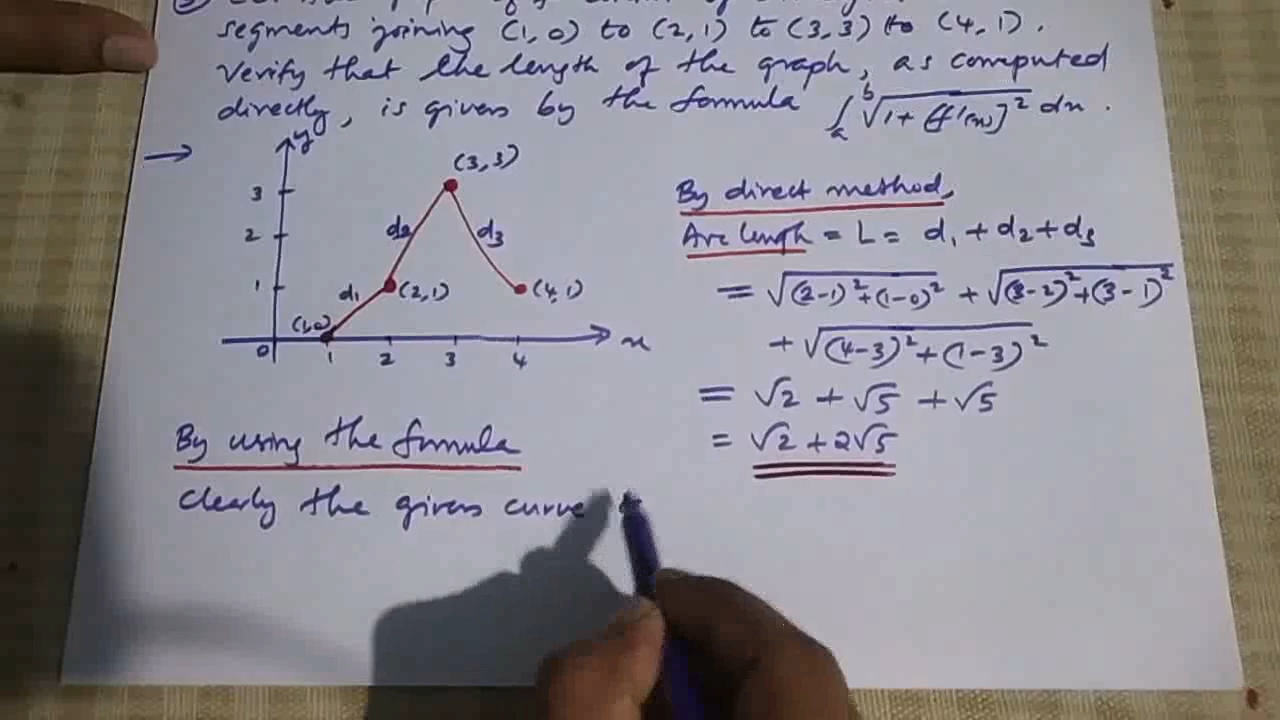 segments joining (1,0) to (2,1) to (3,3) to (4,1).
Verify that the length of the graph, as computed
directly, is given by the formula ∫ₐᵇ √(1+[f'(x)]²) dx.
→
y
(3,3)
3
2
1
0
d₂
d₃
d₁
(2,1)
(4,1)
(1,0)
1 2 3 4
x
By direct method,
Arc length = L = d₁ + d₂ + d₃
= √((2-1)²+(1-0)²) + √((3-2)²+(3-1)²)
+ √((4-3)²+(1-3)²)
= √2 + √5 + √5
= √2 + 2√5
By using the formula
Clearly the given curve